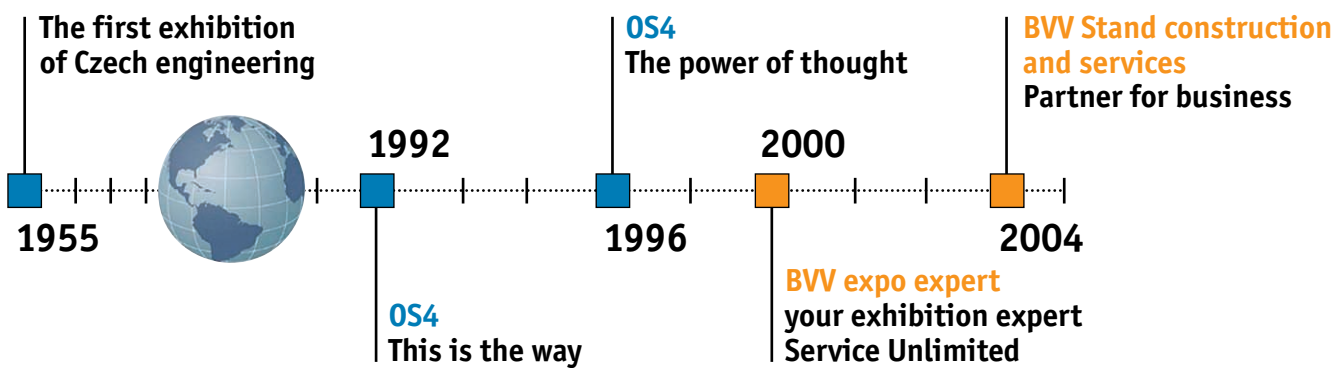 The first exhibition
of Czech engineering
OS4
The power of thought
BVV Stand construction
and services
Partner for business
1992
2000
1955
1996
2004
OS4
This is the way
BVV expo expert
your exhibition expert
Service Unlimited